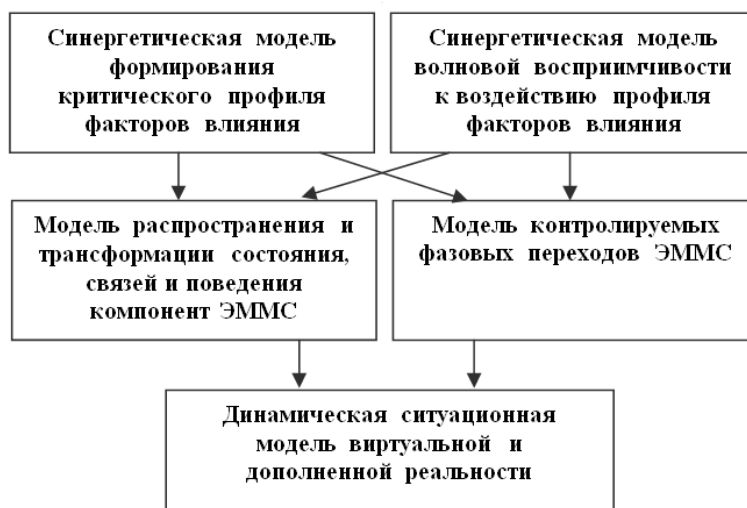 Синергетическая модель
формирования
критического профиля
факторов влияния
Синергетическая модель
волновой восприимчивости
к воздействию профиля
факторов влияния
Модель распространения и
трансформации состояния,
связей и поведения
компонент ЭММС
Модель контролируемых
фазовых переходов ЭММС
Динамическая ситуационная
модель виртуальной и
дополненной реальности